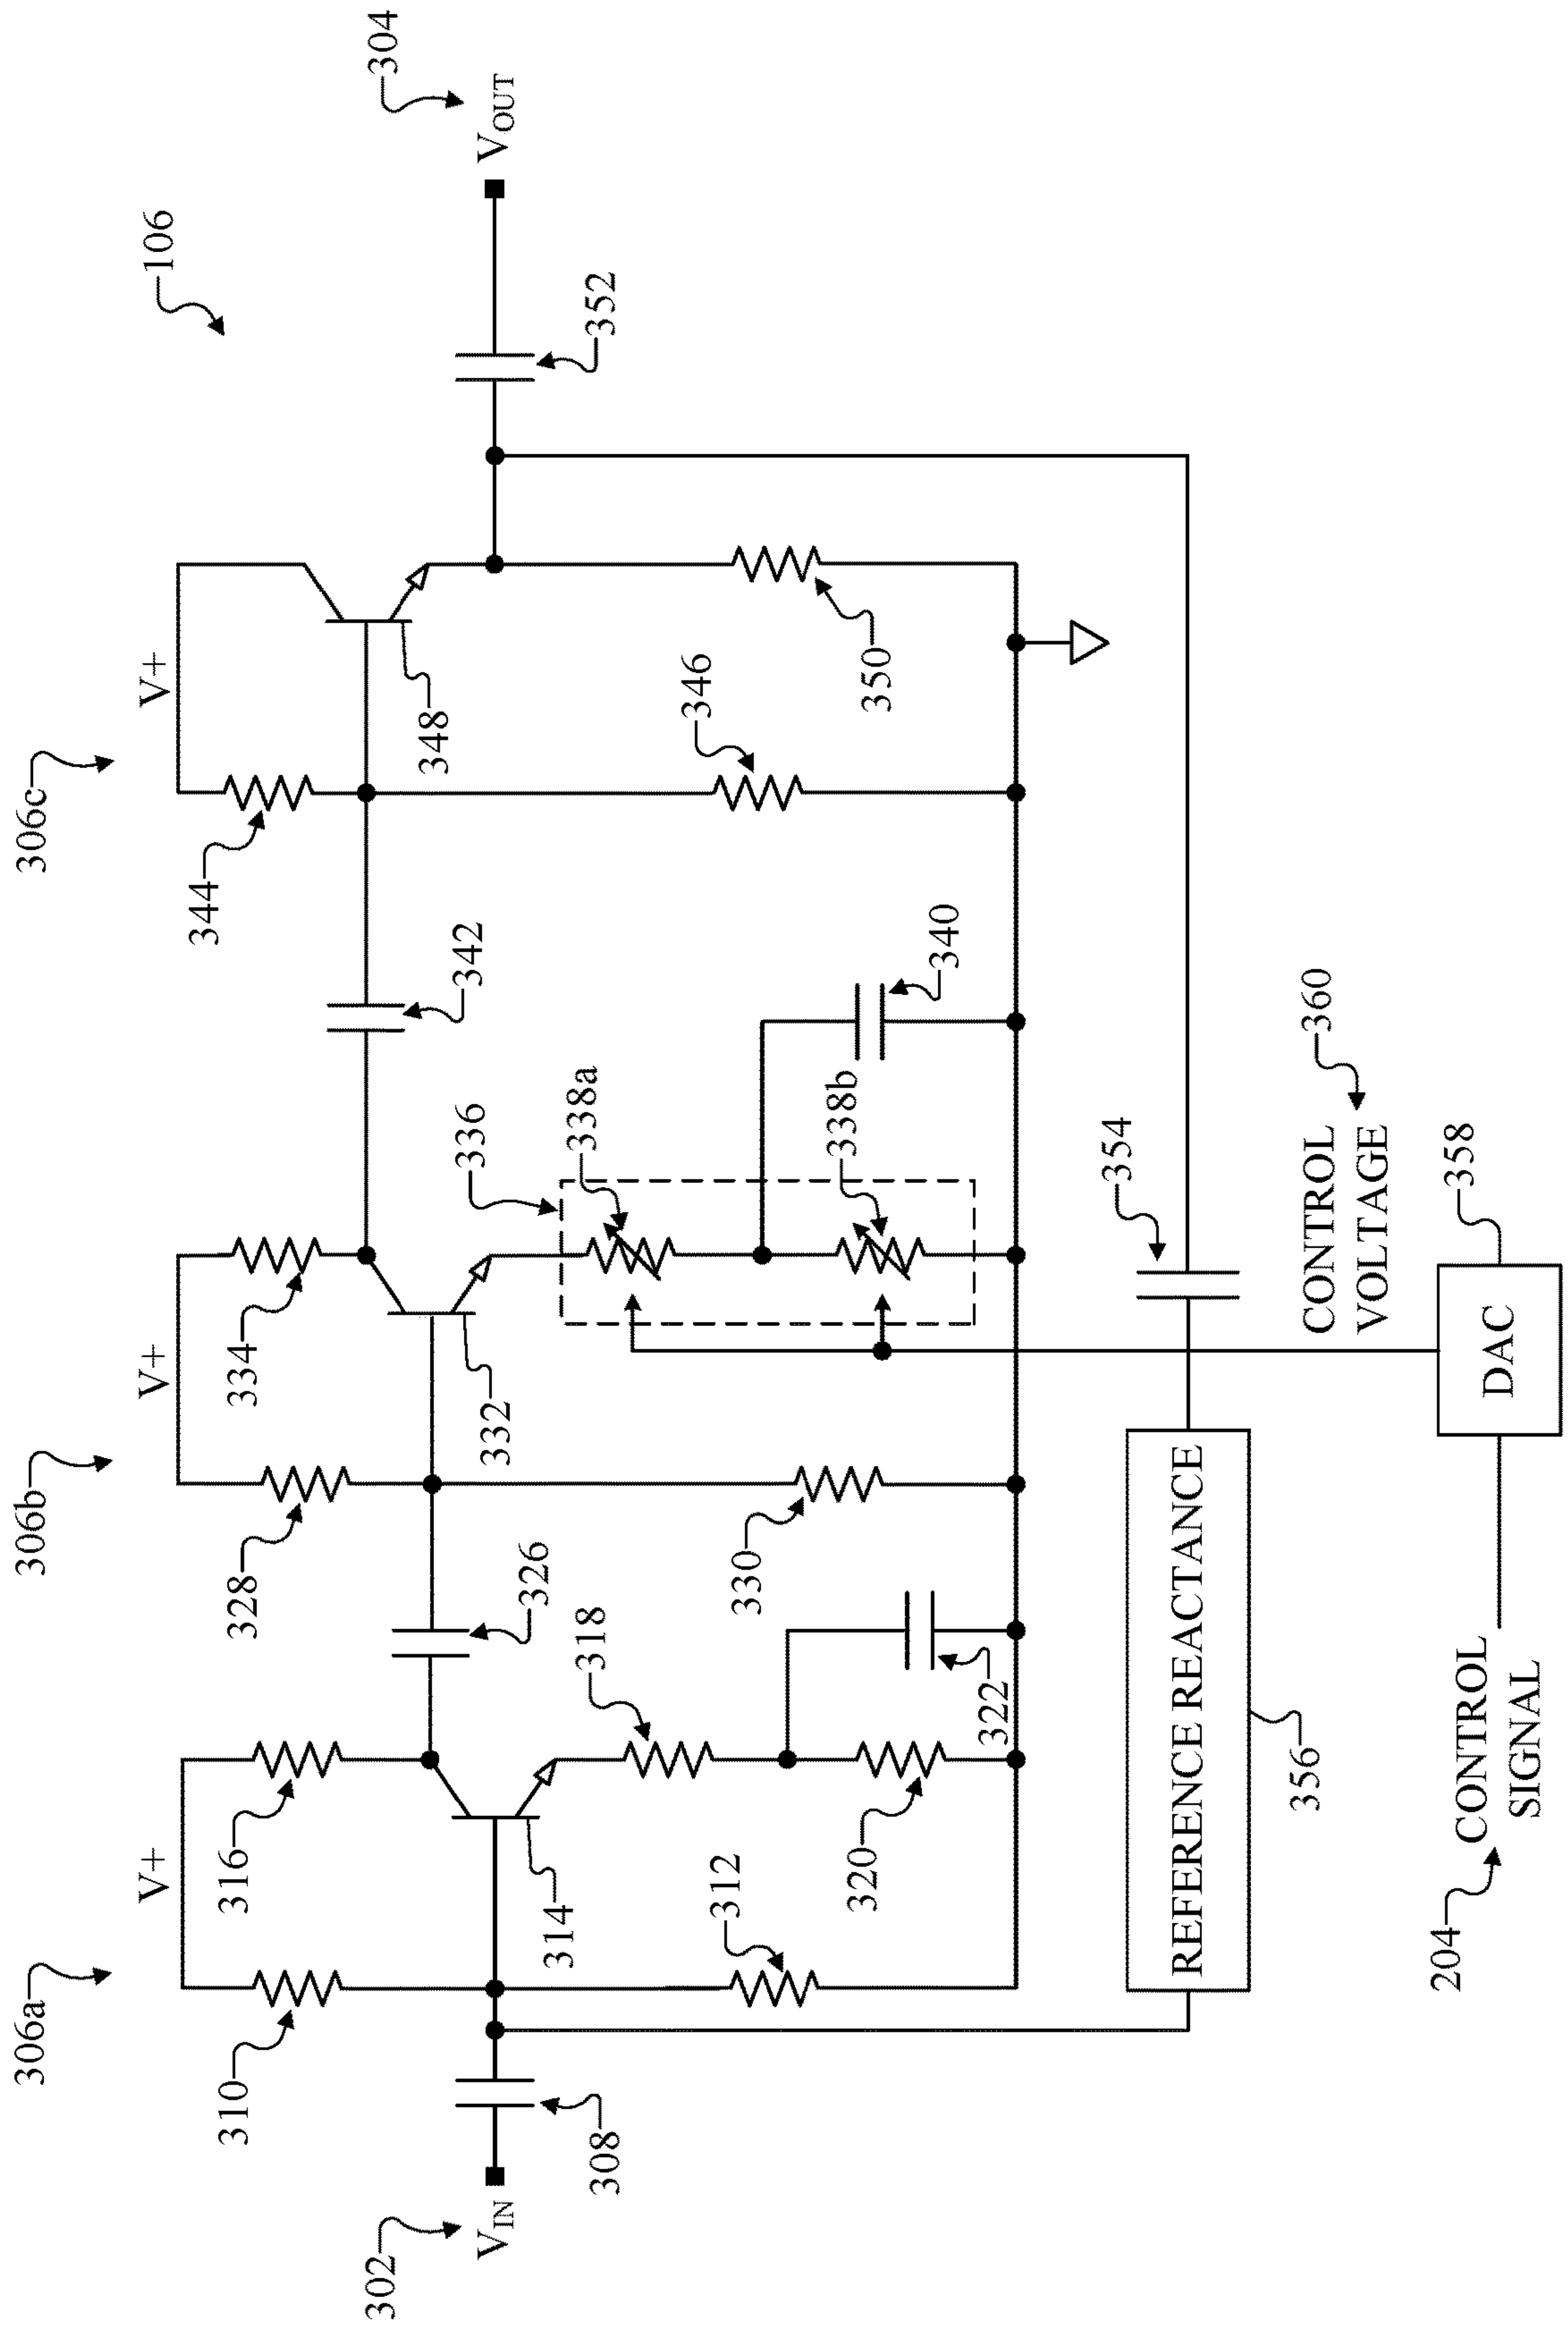 106
306a
306b
306c
V+
V+
V+
310
316
328
334
344
302
V_IN
308
314
326
332
342
348
352
304
V_OUT
312
318
320
322
330
336
338a
338b
340
346
350
354
REFERENCE REACTANCE
356
CONTROL
VOLTAGE
360
DAC
358
204
CONTROL
SIGNAL